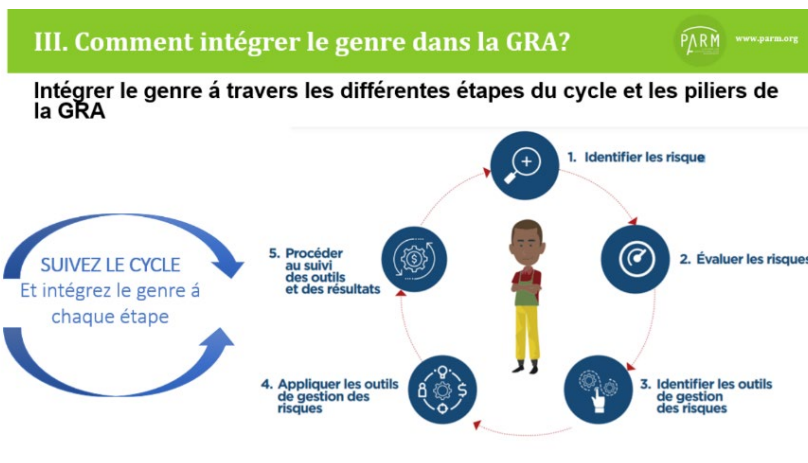 III. Comment intégrer le genre dans la GRA?
PARM
www.parm.org
Intégrer le genre á travers les différentes étapes du cycle et les piliers de
la GRA
1. Identifier les risque
2. Évaluer les risques
3. Identifier les outils
de gestion
des risques
4. Appliquer les outils
de gestion des
risques
5. Procéder
au suivi
des outils
et des résultats
SUIVEZ LE CYCLE
Et intégrez le genre á
chaque étape